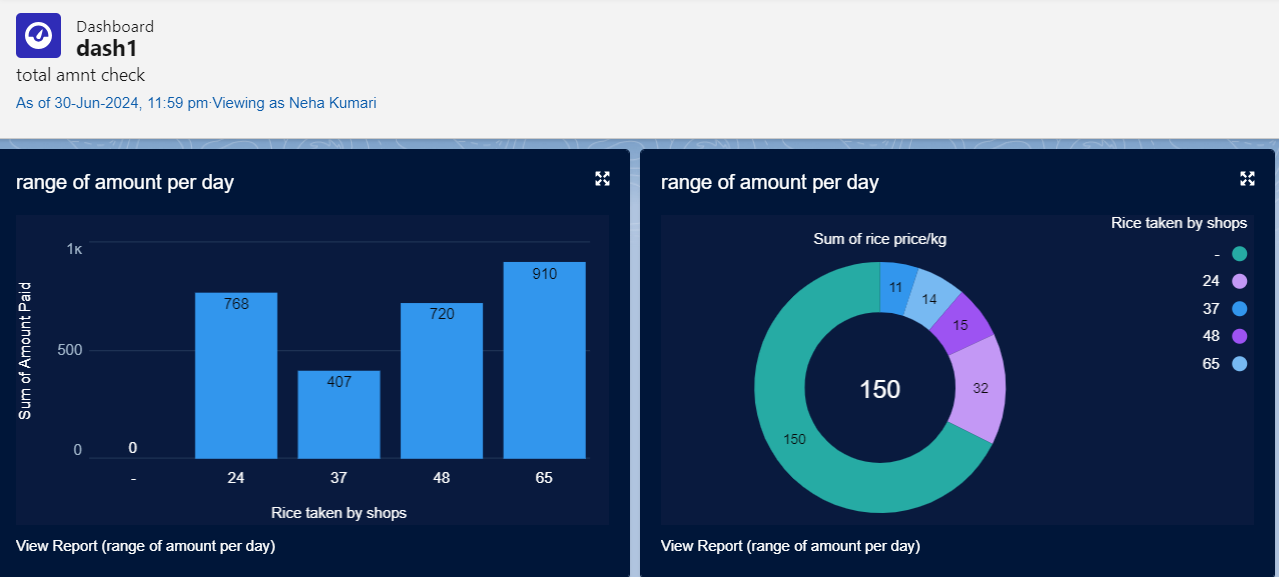 Dashboard
dash1
total amnt check
As of 30-Jun-2024, 11:59 pm·Viewing as Neha Kumari
range of amount per day
1K
500
0
Sum of Amount Paid
0
768
407
720
910
-
24
37
48
65
Rice taken by shops
View Report (range of amount per day)
range of amount per day
Rice taken by shops
-
24
37
48
65
Sum of rice price/kg
11
14
15
32
150
150
View Report (range of amount per day)